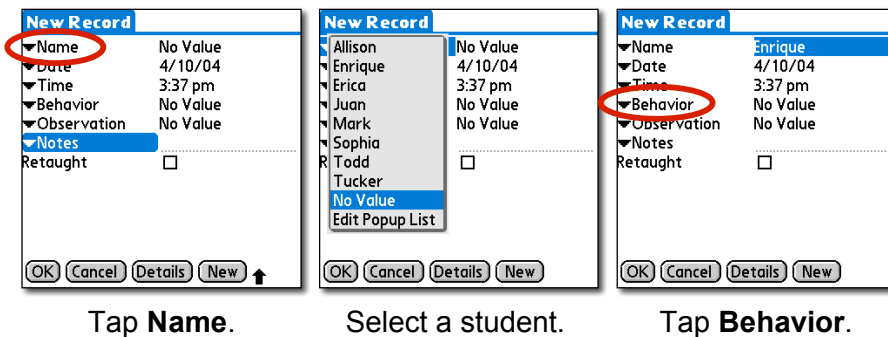 New Record
Name No Value
Date 4/10/04
Time 3:37 pm
Behavior No Value
Observation No Value
Notes
Retaught
OK Cancel Details New
Tap Name.
New Record
Allison No Value
Enrique 4/10/04
Erica 3:37 pm
Juan No Value
Mark No Value
Sophia
R Todd
Tucker
No Value
Edit Popup List
OK Cancel Details New
Select a student.
New Record
Name Enrique
Date 4/10/04
Time 3:37 pm
Behavior No Value
Observation No Value
Notes
Retaught
OK Cancel Details New
Tap Behavior.